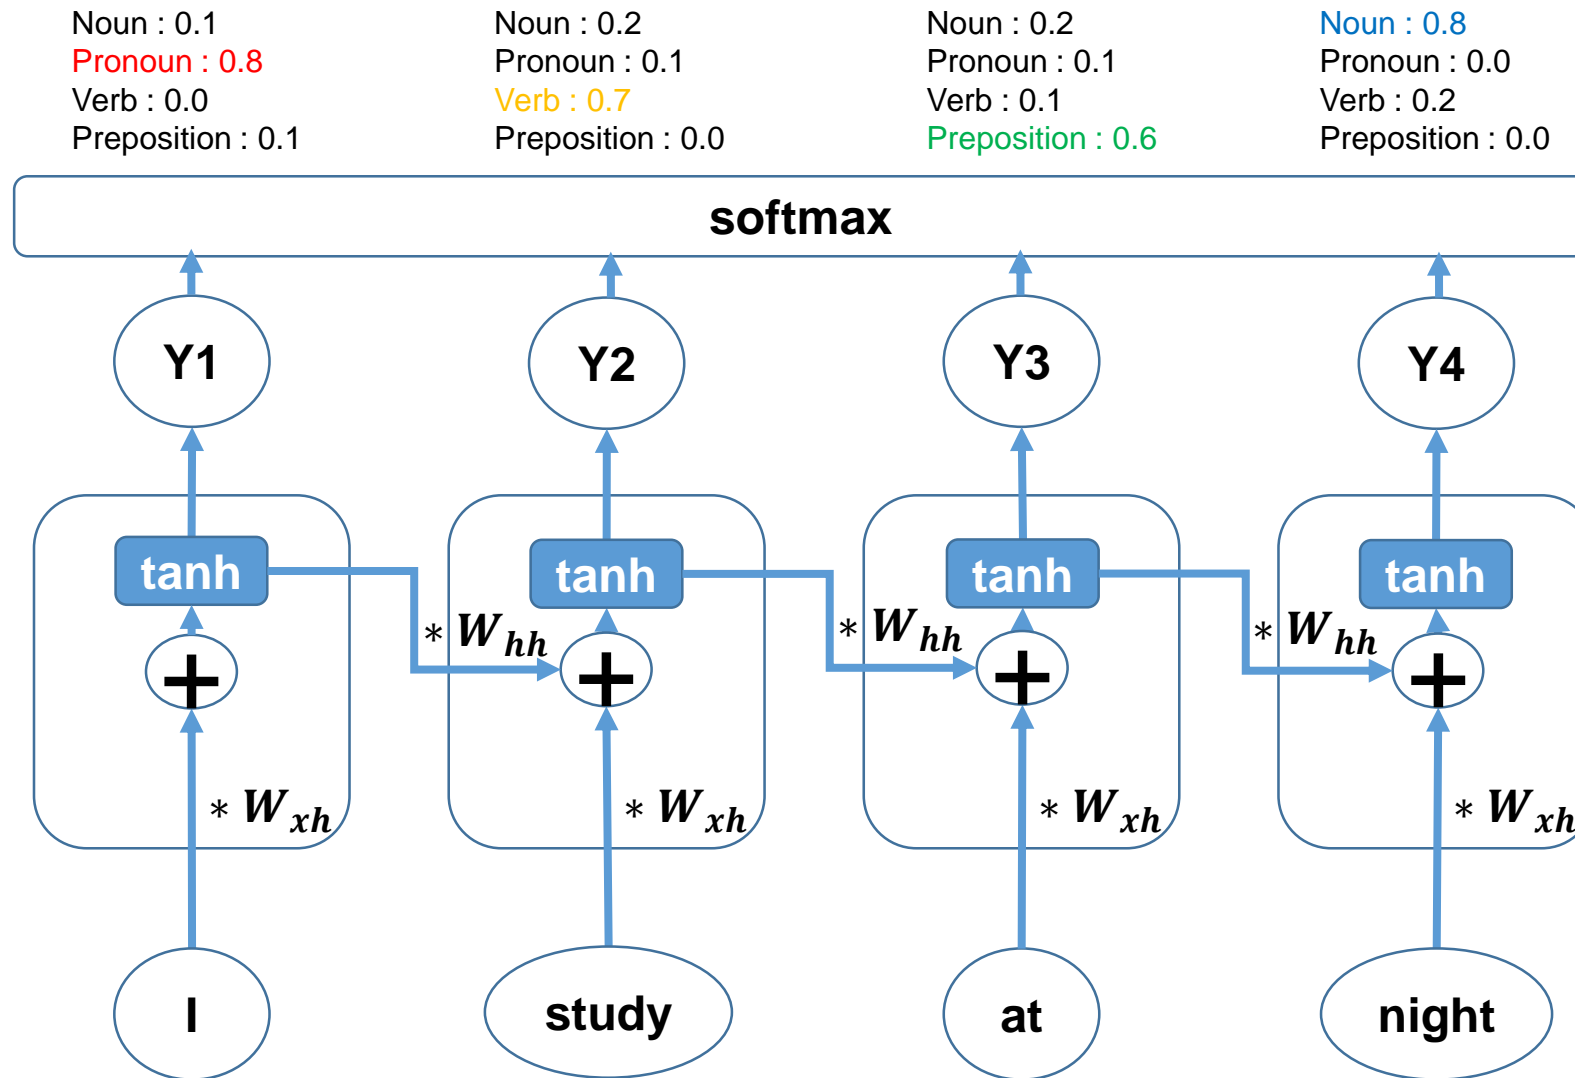 Noun : 0.1
Pronoun : 0.8
Verb : 0.0
Preposition : 0.1
Noun : 0.2
Pronoun : 0.1
Verb : 0.7
Preposition : 0.0
Noun : 0.2
Pronoun : 0.1
Verb : 0.1
Preposition : 0.6
Noun : 0.8
Pronoun : 0.0
Verb : 0.2
Preposition : 0.0
softmax
Y1
Y2
Y3
Y4
tanh
tanh
tanh
tanh
* W_hh
* W_hh
* W_hh
+
+
+
+
* W_xh
* W_xh
* W_xh
* W_xh
I
study
at
night